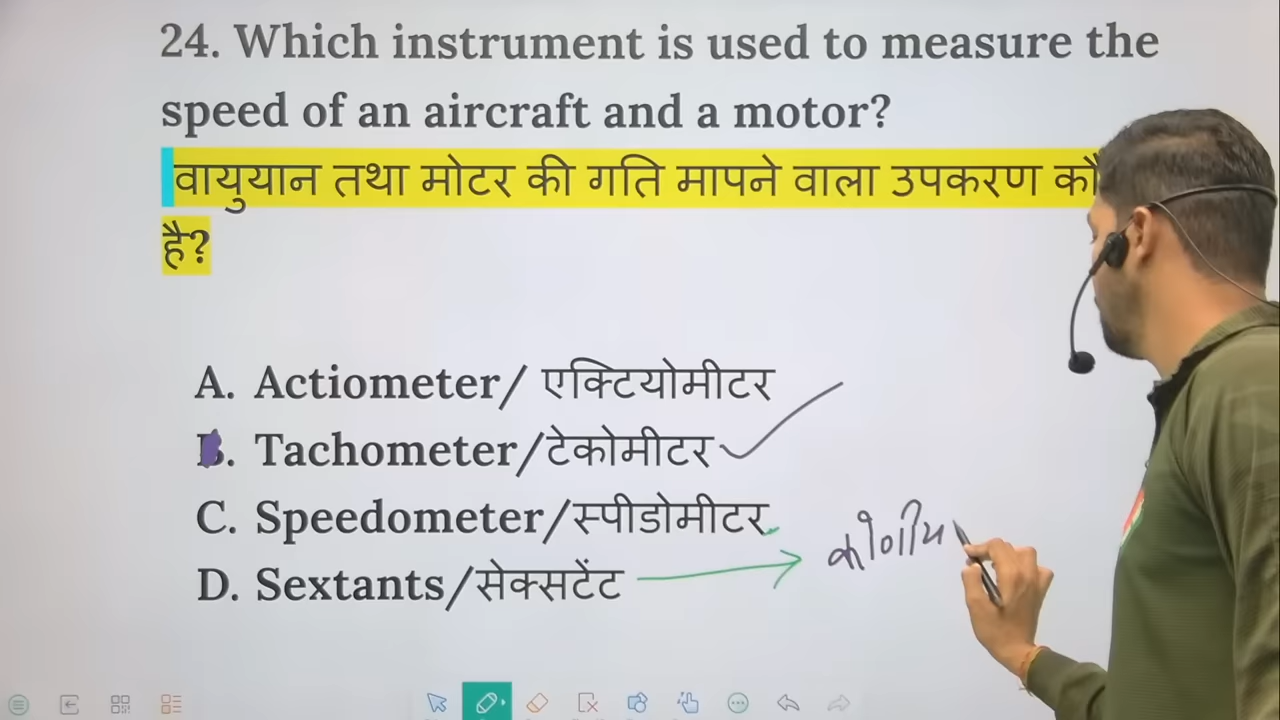 24. Which instrument is used to measure the
speed of an aircraft and a motor?
वायुयान तथा मोटर की गति मापने वाला उपकरण कौ
है?
A. Actiometer/ एक्टियोमीटर
B. Tachometer/टेकोमीटर
C. Speedometer/स्पीडोमीटर
D. Sextants/सेक्सटेंट
कोणीय